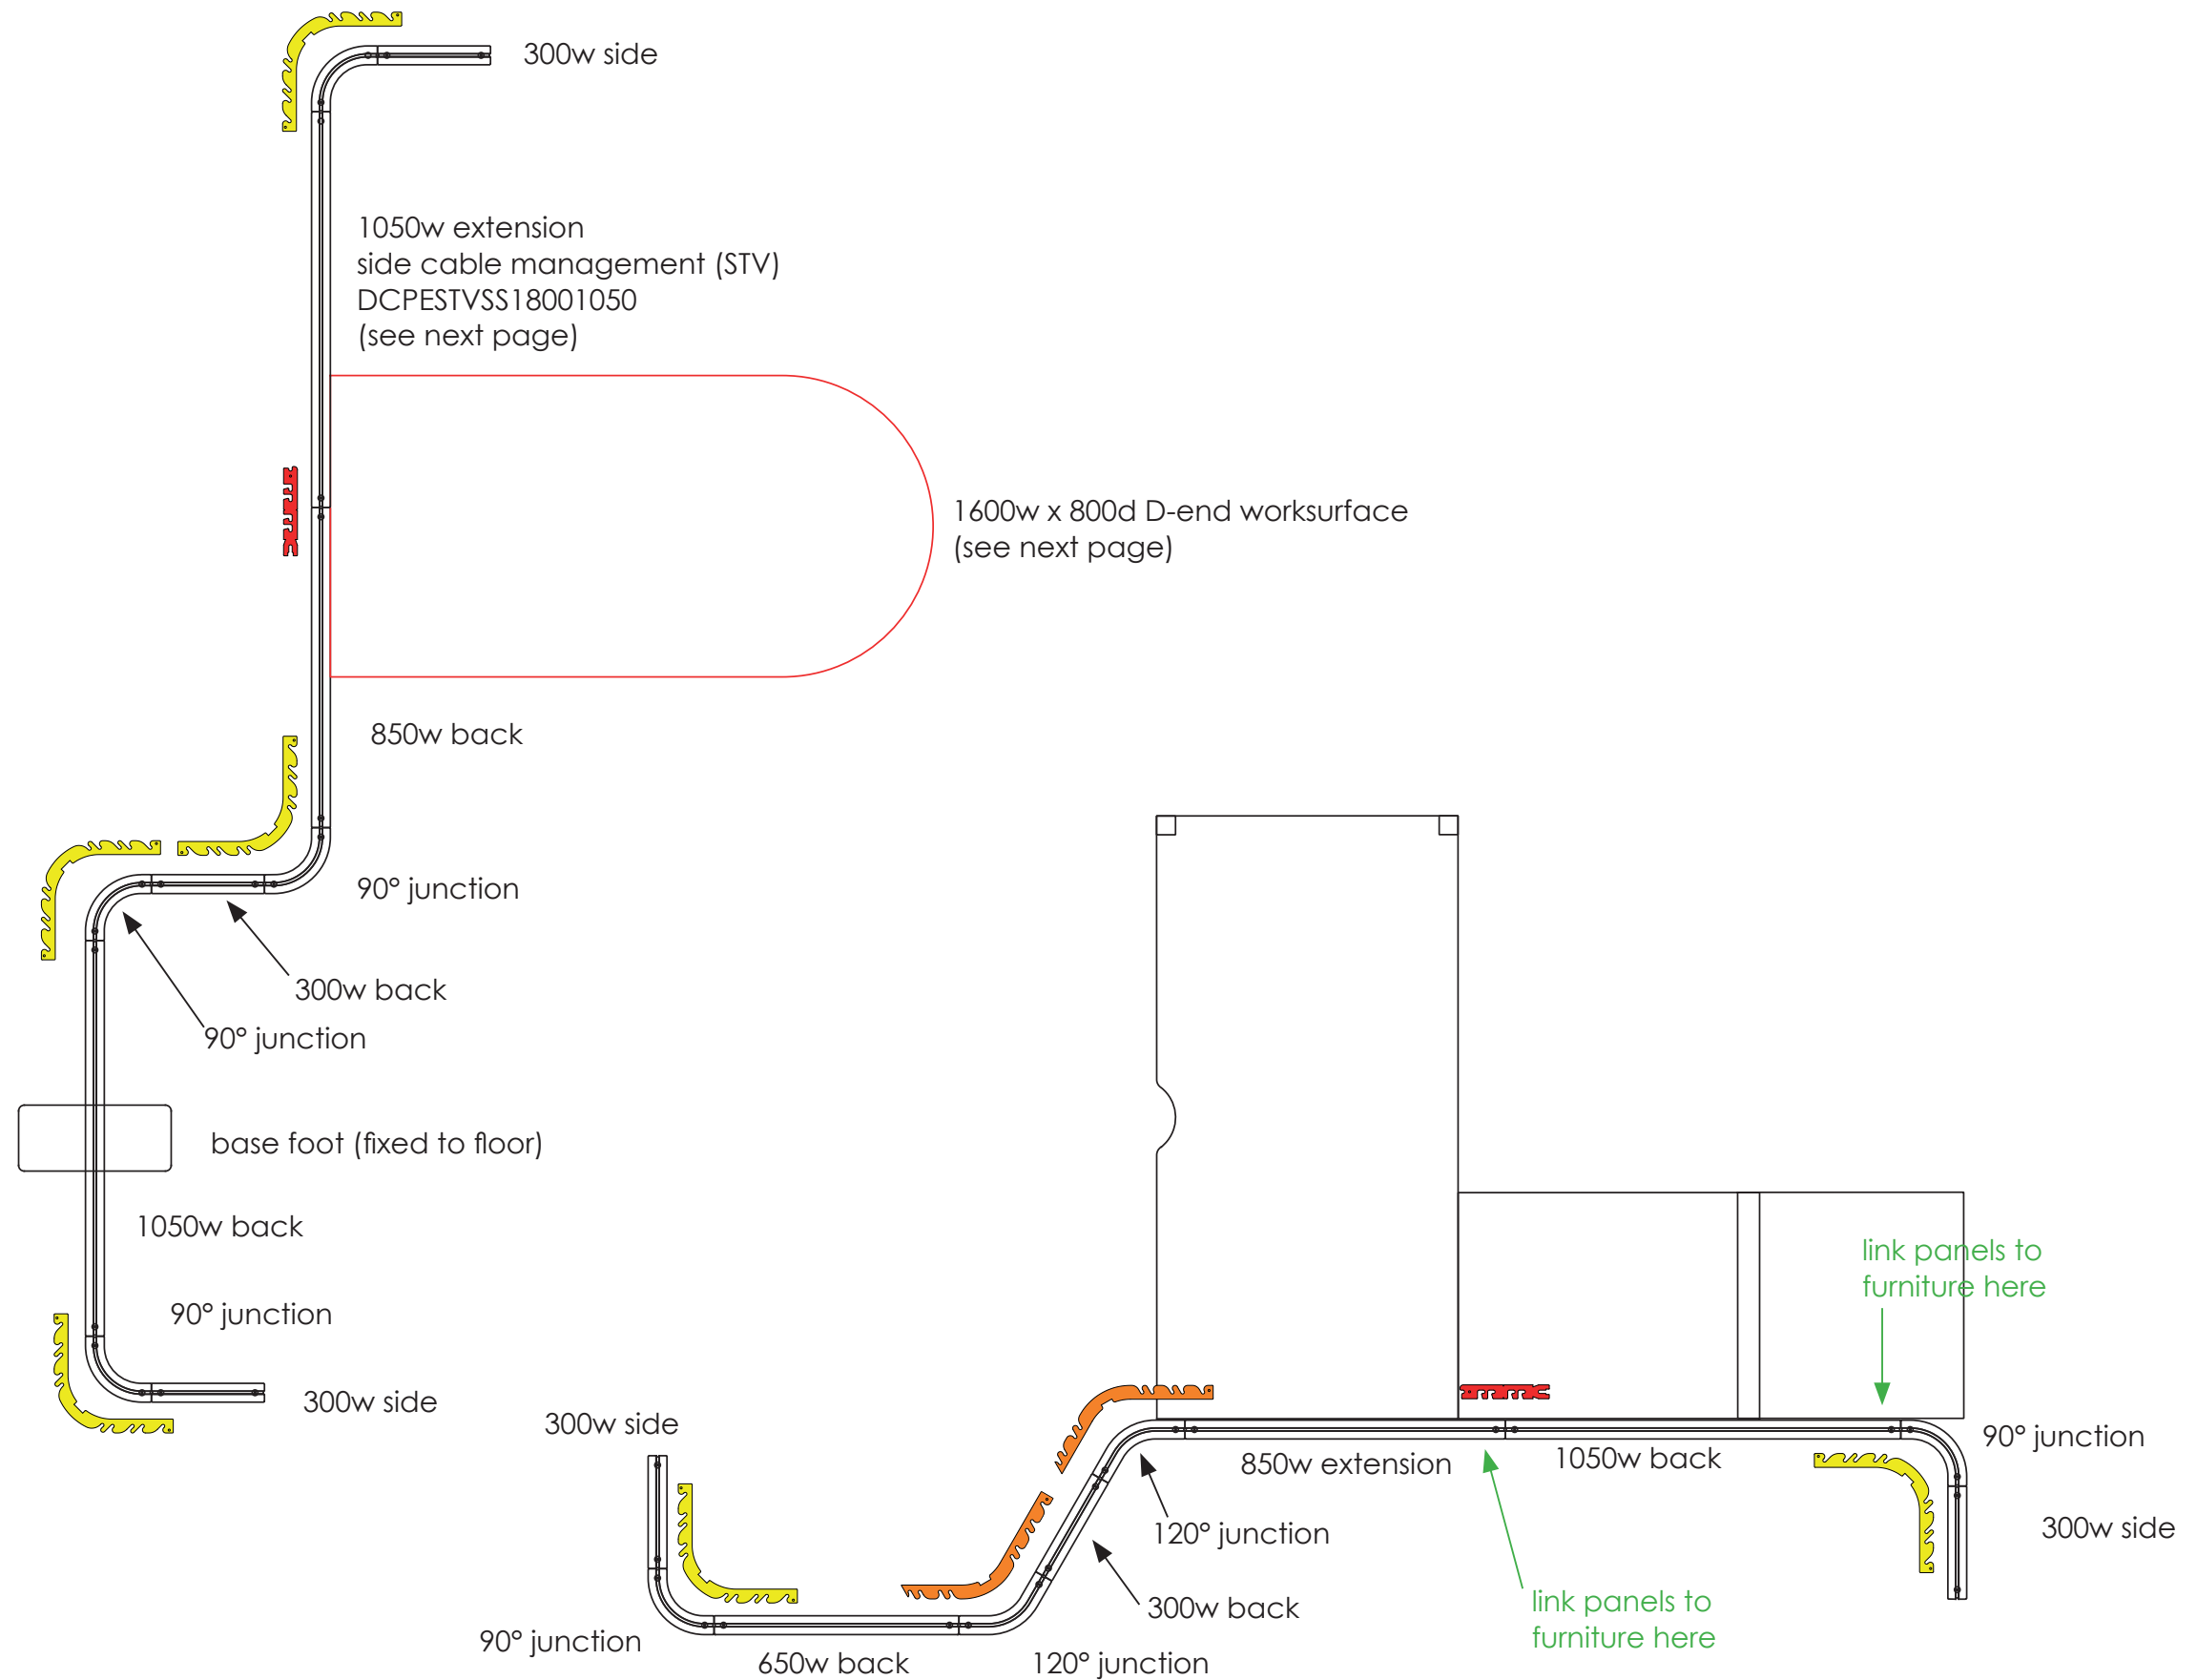 300w side
1050w extension
side cable management (STV)
DCPESTVSS18001050
(see next page)
1600w x 800d D-end worksurface
(see next page)
850w back
90° junction
300w back
90° junction
base foot (fixed to floor)
1050w back
90° junction
300w side
300w side
90° junction
650w back
120° junction
300w back
120° junction
850w extension
1050w back
link panels to
furniture here
link panels to
furniture here
90° junction
300w side